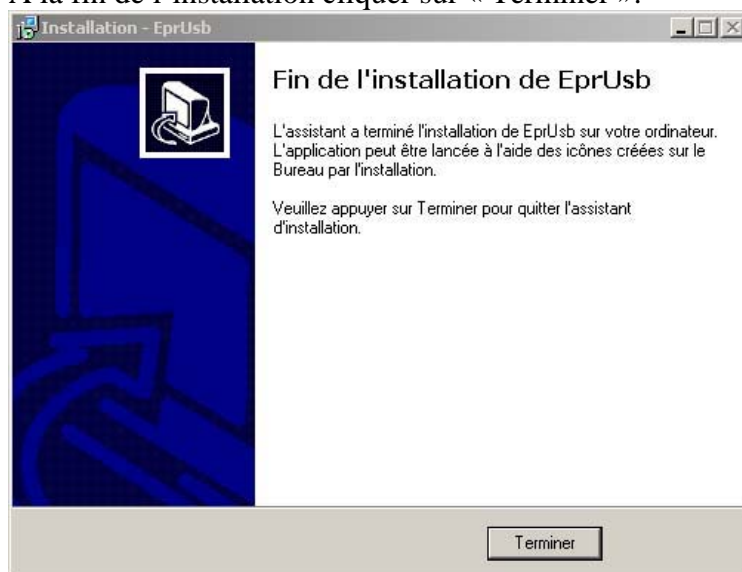 A la fin de l'installation cliquer sur « Terminer ».
Installation - EprUsb
Fin de l'installation de EprUsb
L'assistant a terminé l'installation de EprUsb sur votre ordinateur.
L'application peut être lancée à l'aide des icônes créées sur le
Bureau par l'installation.
Veuillez appuyer sur Terminer pour quitter l'assistant
d'installation.
Terminer